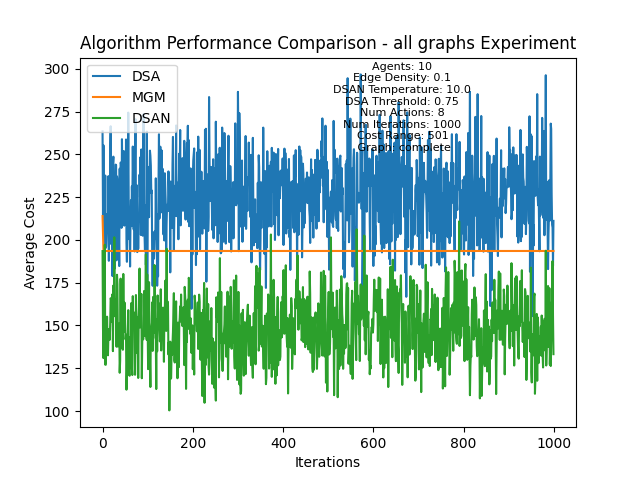 Algorithm Performance Comparison - all graphs Experiment
DSA
MGM
DSAN
Agents: 10
Edge Density: 0.1
DSAN Temperature: 10.0
DSA Threshold: 0.75
Num Actions: 8
Num Iterations: 1000
Cost Range: 501
Graph: complete
Average Cost
300
275
250
225
200
175
150
125
100
0
200
400
600
800
1000
Iterations